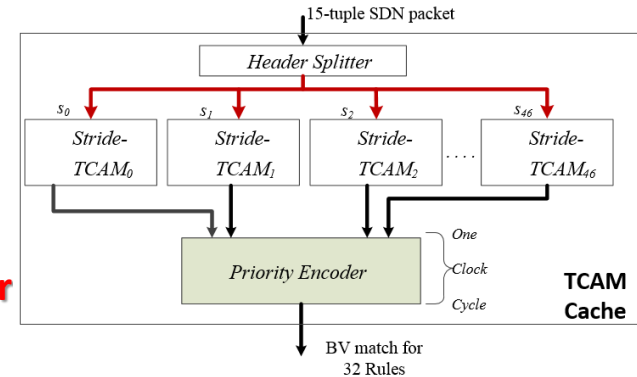 15-tuple SDN packet
Header Splitter
s0 s1 s2 s46
Stride- Stride- Stride- Stride-
TCAM0 TCAM1 TCAM2 .... TCAM46
One
Priority Encoder Clock
Cycle
r
TCAM
Cache
BV match for
32 Rules